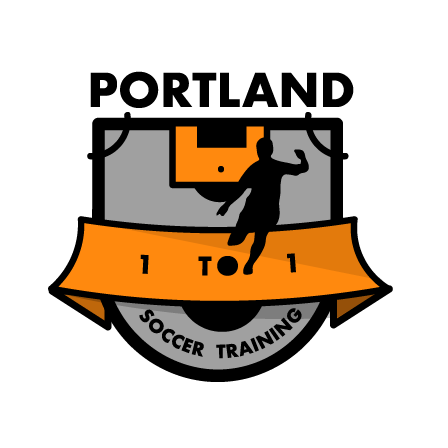 PORTLAND
1 TO 1
SOCCER TRAINING